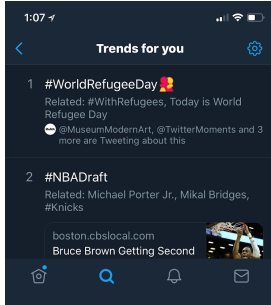 1:07
Trends for you
1 #WorldRefugeeDay
Related: #WithRefugees, Today is World
Refugee Day
@MuseumModernArt, @TwitterMoments and 3
more are Tweeting about this
2 #NBADraft
Related: Michael Porter Jr., Mikal Bridges,
#Knicks
boston.cbslocal.com
Bruce Brown Getting Second